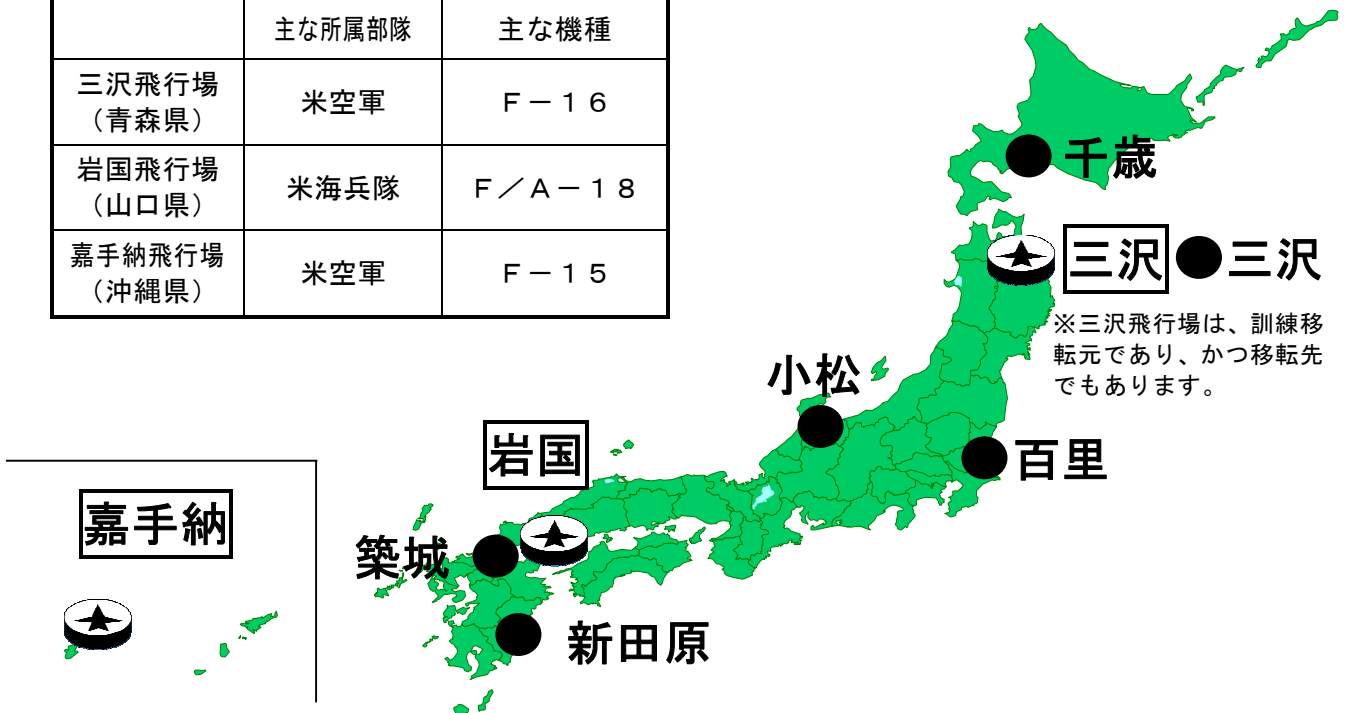 主な所属部隊 主な機種
三沢飛行場
（青森県）
米空軍
Ｆ－１６
岩国飛行場
（山口県）
米海兵隊
Ｆ／Ａ－１８
嘉手納飛行場
（沖縄県）
米空軍
Ｆ－１５
千歳
三沢 三沢
※三沢飛行場は、訓練移
転元であり、かつ移転先
でもあります。
小松
岩国
百里
嘉手納
築城
新田原